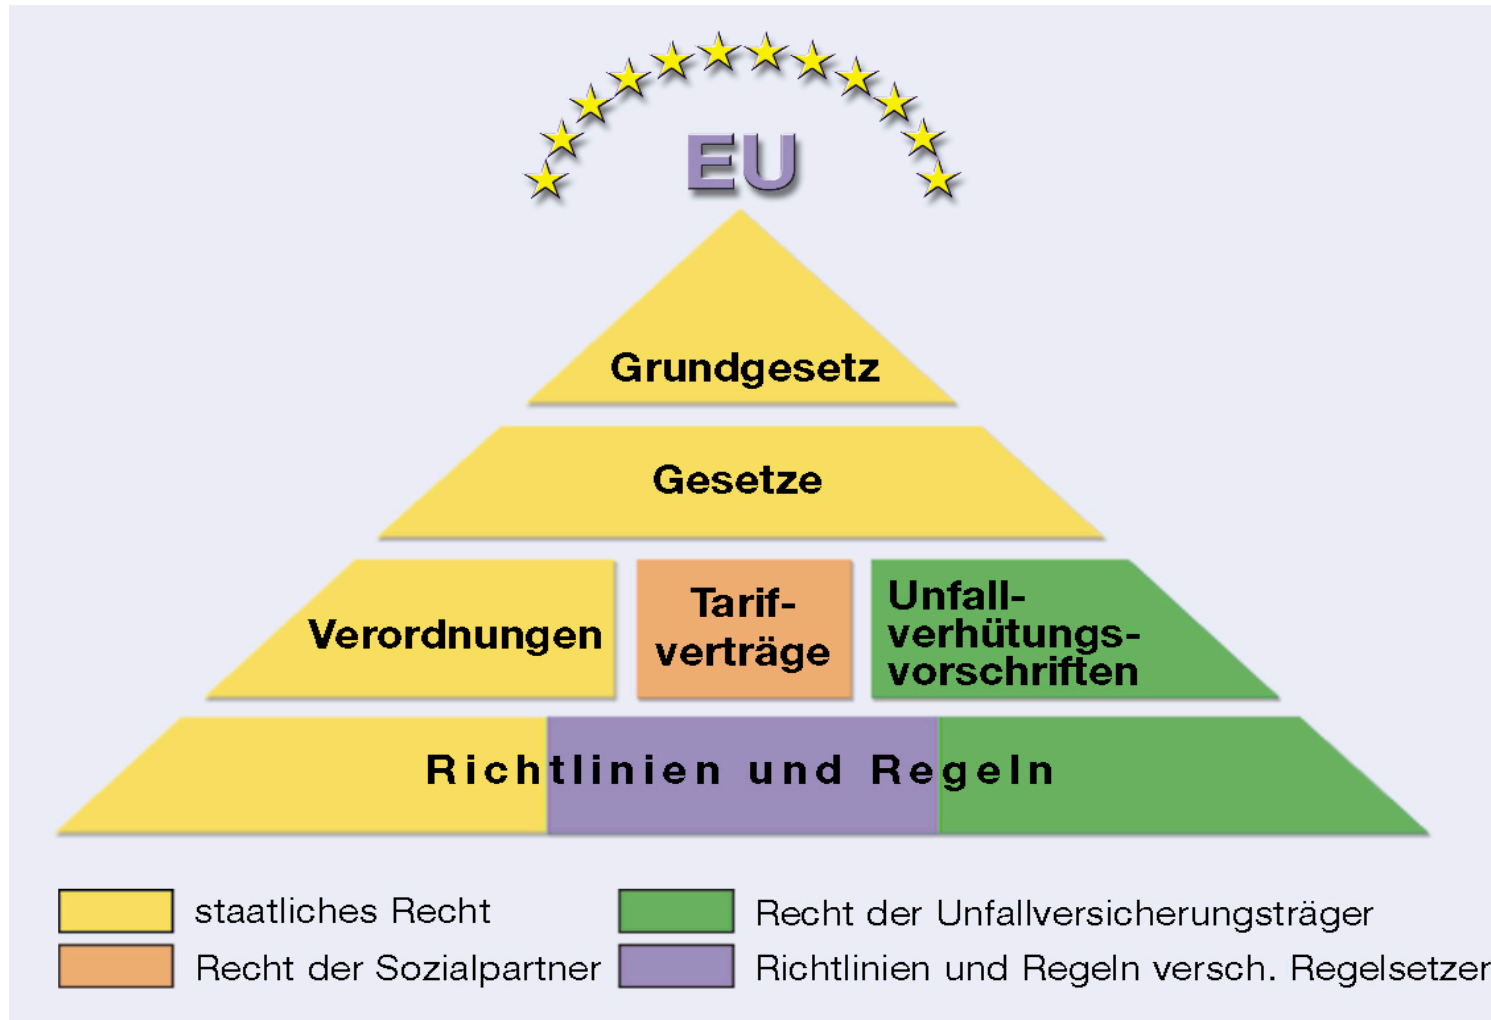 EU
Grundgesetz
Gesetze
Verordnungen
Tarif-
verträge
Unfall-
verhütungs-
vorschriften
Richtlinien und Regeln
staatliches Recht
Recht der Sozialpartner
Recht der Unfallversicherungsträger
Richtlinien und Regeln versch. Regelsetzer